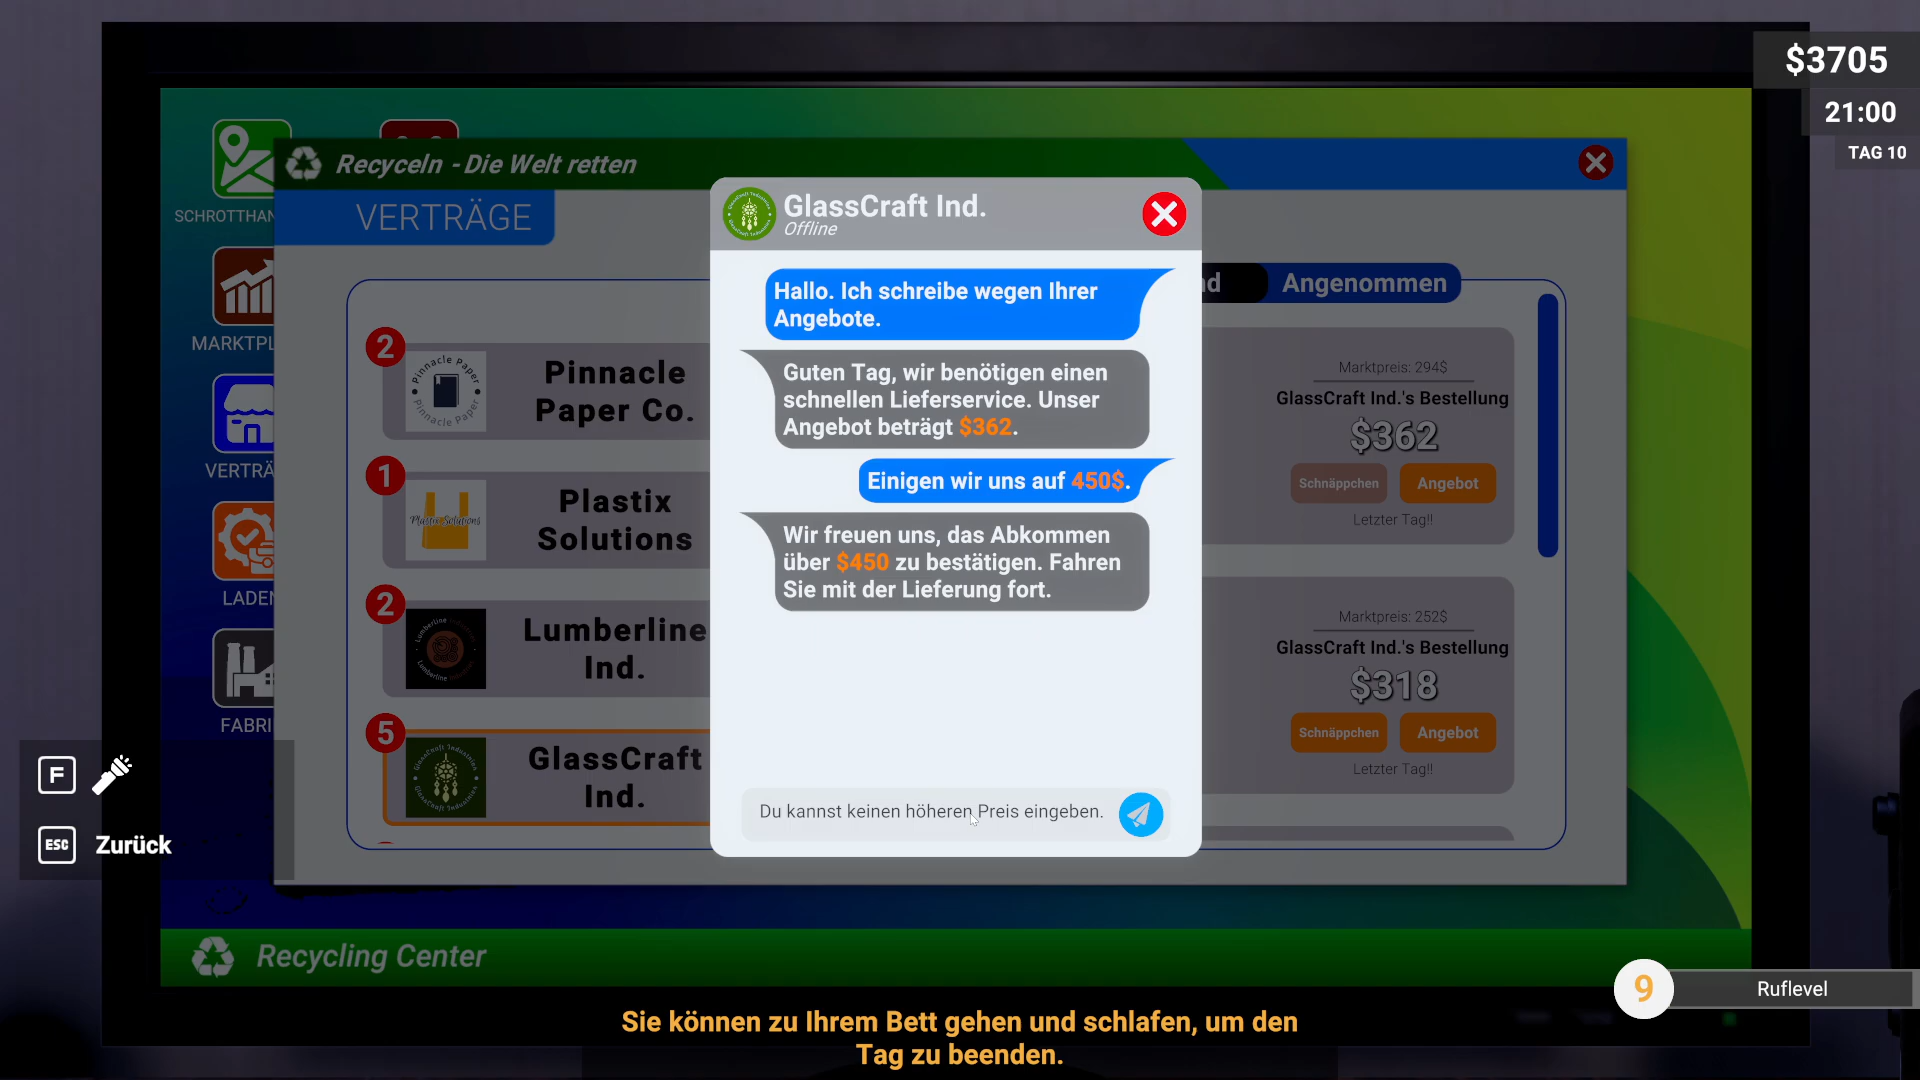 $3705
21:00
TAG 10
Recyceln - Die Welt retten
SCHROTTHAN
VERTRÄGE
GlassCraft Ind.
Offline
Hallo. Ich schreibe wegen Ihrer
Angebote.
Guten Tag, wir benötigen einen
schnellen Lieferservice. Unser
Angebot beträgt $362.
Einigen wir uns auf 450$.
Wir freuen uns, das Abkommen
über $450 zu bestätigen. Fahren
Sie mit der Lieferung fort.
Du kannst keinen höheren Preis eingeben.
Angenommen
MARKTPL
2
Pinnacle Paper
Pinnacle
Paper Co.
Marktpreis: 294$
GlassCraft Ind.'s Bestellung
$362
Schnäppchen
Angebot
Letzter Tag!!
VERTRÄ
1
Plastix Solutions
Plastix
Solutions
LADEN
2
Lumberline
Ind.
Marktpreis: 252$
GlassCraft Ind.'s Bestellung
$318
Schnäppchen
Angebot
Letzter Tag!!
FABRI
5
GlassCraft
Ind.
F
ESC
Zurück
Recycling Center
9
Ruflevel
Sie können zu Ihrem Bett gehen und schlafen, um den
Tag zu beenden.